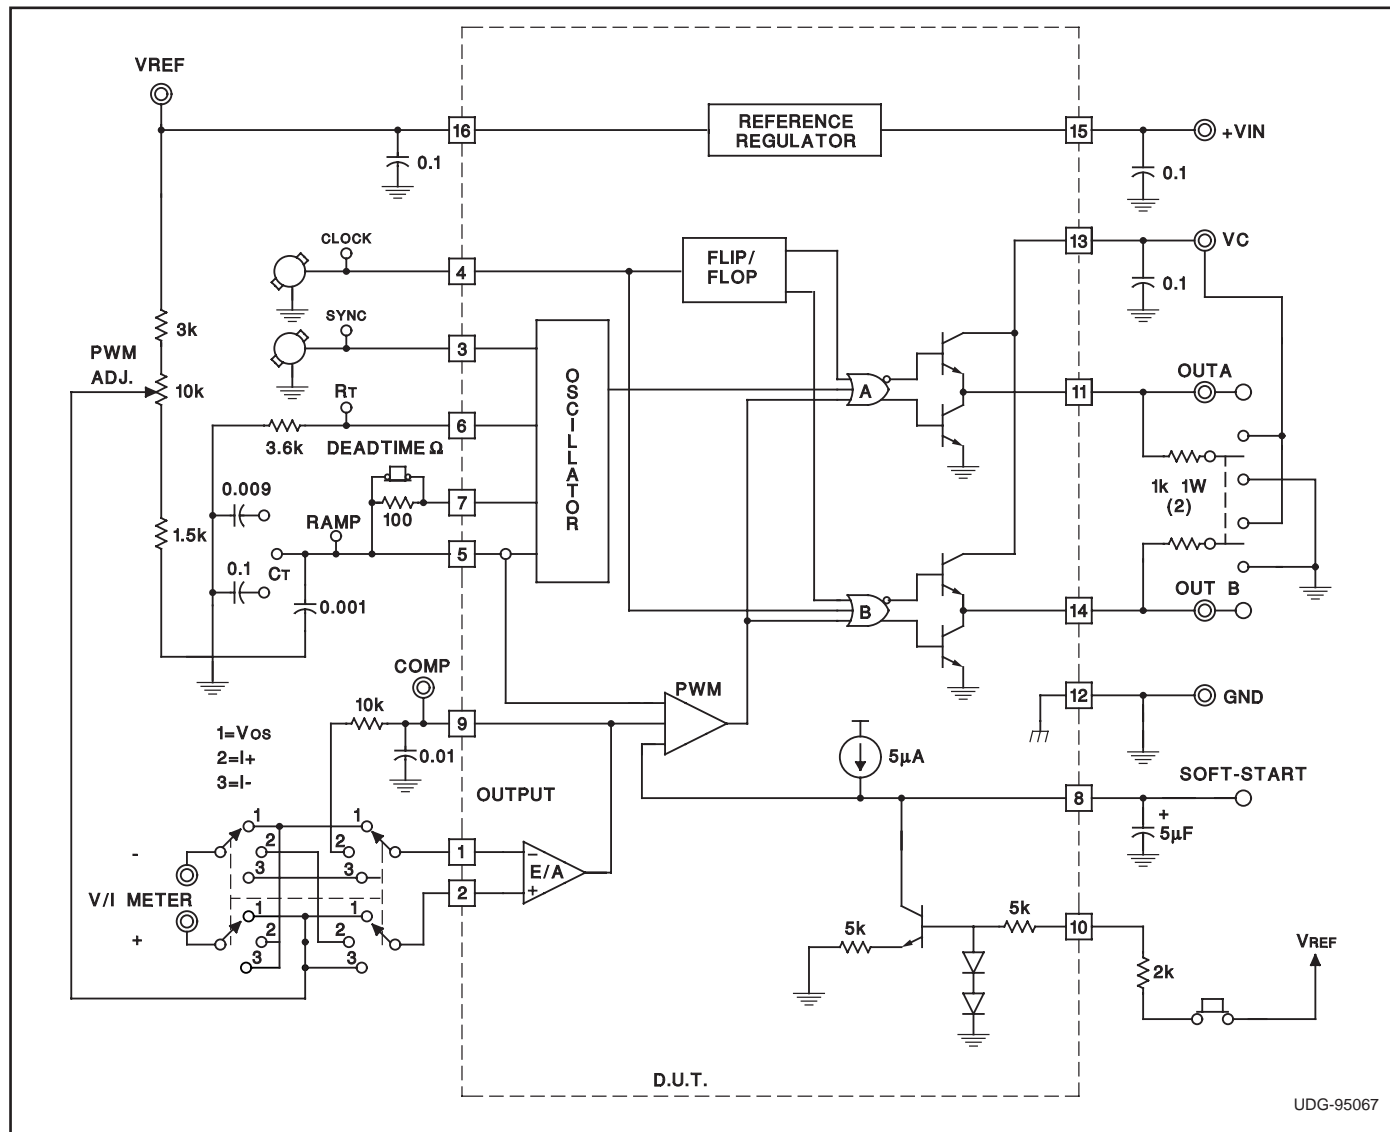 VREF
16
REFERENCE
REGULATOR
15
+VIN
0.1
0.1
CLOCK
4
FLIP/
FLOP
13
VC
0.1
3k
SYNC
3
PWM
ADJ.
10k
OSCILLATOR
A
11
OUTA
RT
6
3.6k
DEADTIME Ω
7
100
0.009
1k 1W
(2)
1.5k
RAMP
5
0.1
CT
0.001
B
14
OUT B
COMP
PWM
12
GND
10k
9
1=VOS
2=I+
3=I-
0.01
5µA
SOFT-START
OUTPUT
8
+
5µF
1
1
2
2
3
3
-
1
−
E/A
+
2
V/I METER
+
1
1
2
2
3
3
5k
5k
10
VREF
2k
D.U.T.
UDG-95067